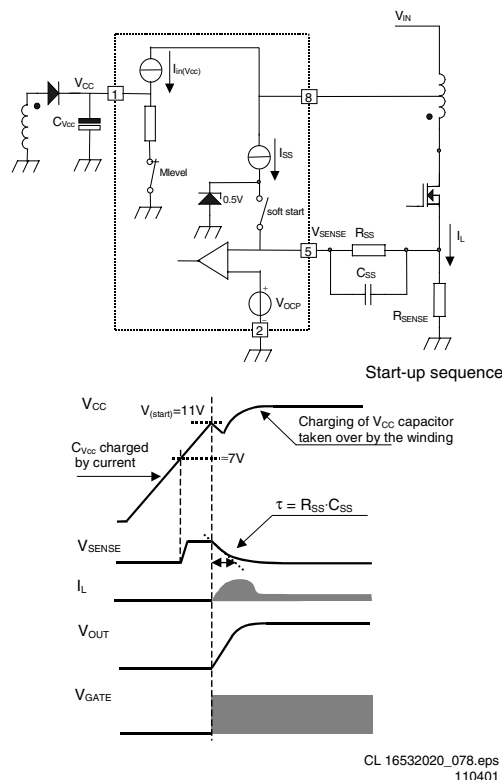 VIN
VCC
Iin(Vcc)
1
8
CVcc
ISS
Mlevel
0.5V
soft start
VSENSE
RSS
IL
5
CSS
VOCP
+
−
2
RSENSE
Start-up sequence
VCC
V(start)=11V
Charging of VCC capacitor
taken over by the winding
CVcc charged
by current
=7V
τ = RSS·CSS
VSENSE
IL
VOUT
VGATE
CL 16532020_078.eps
110401